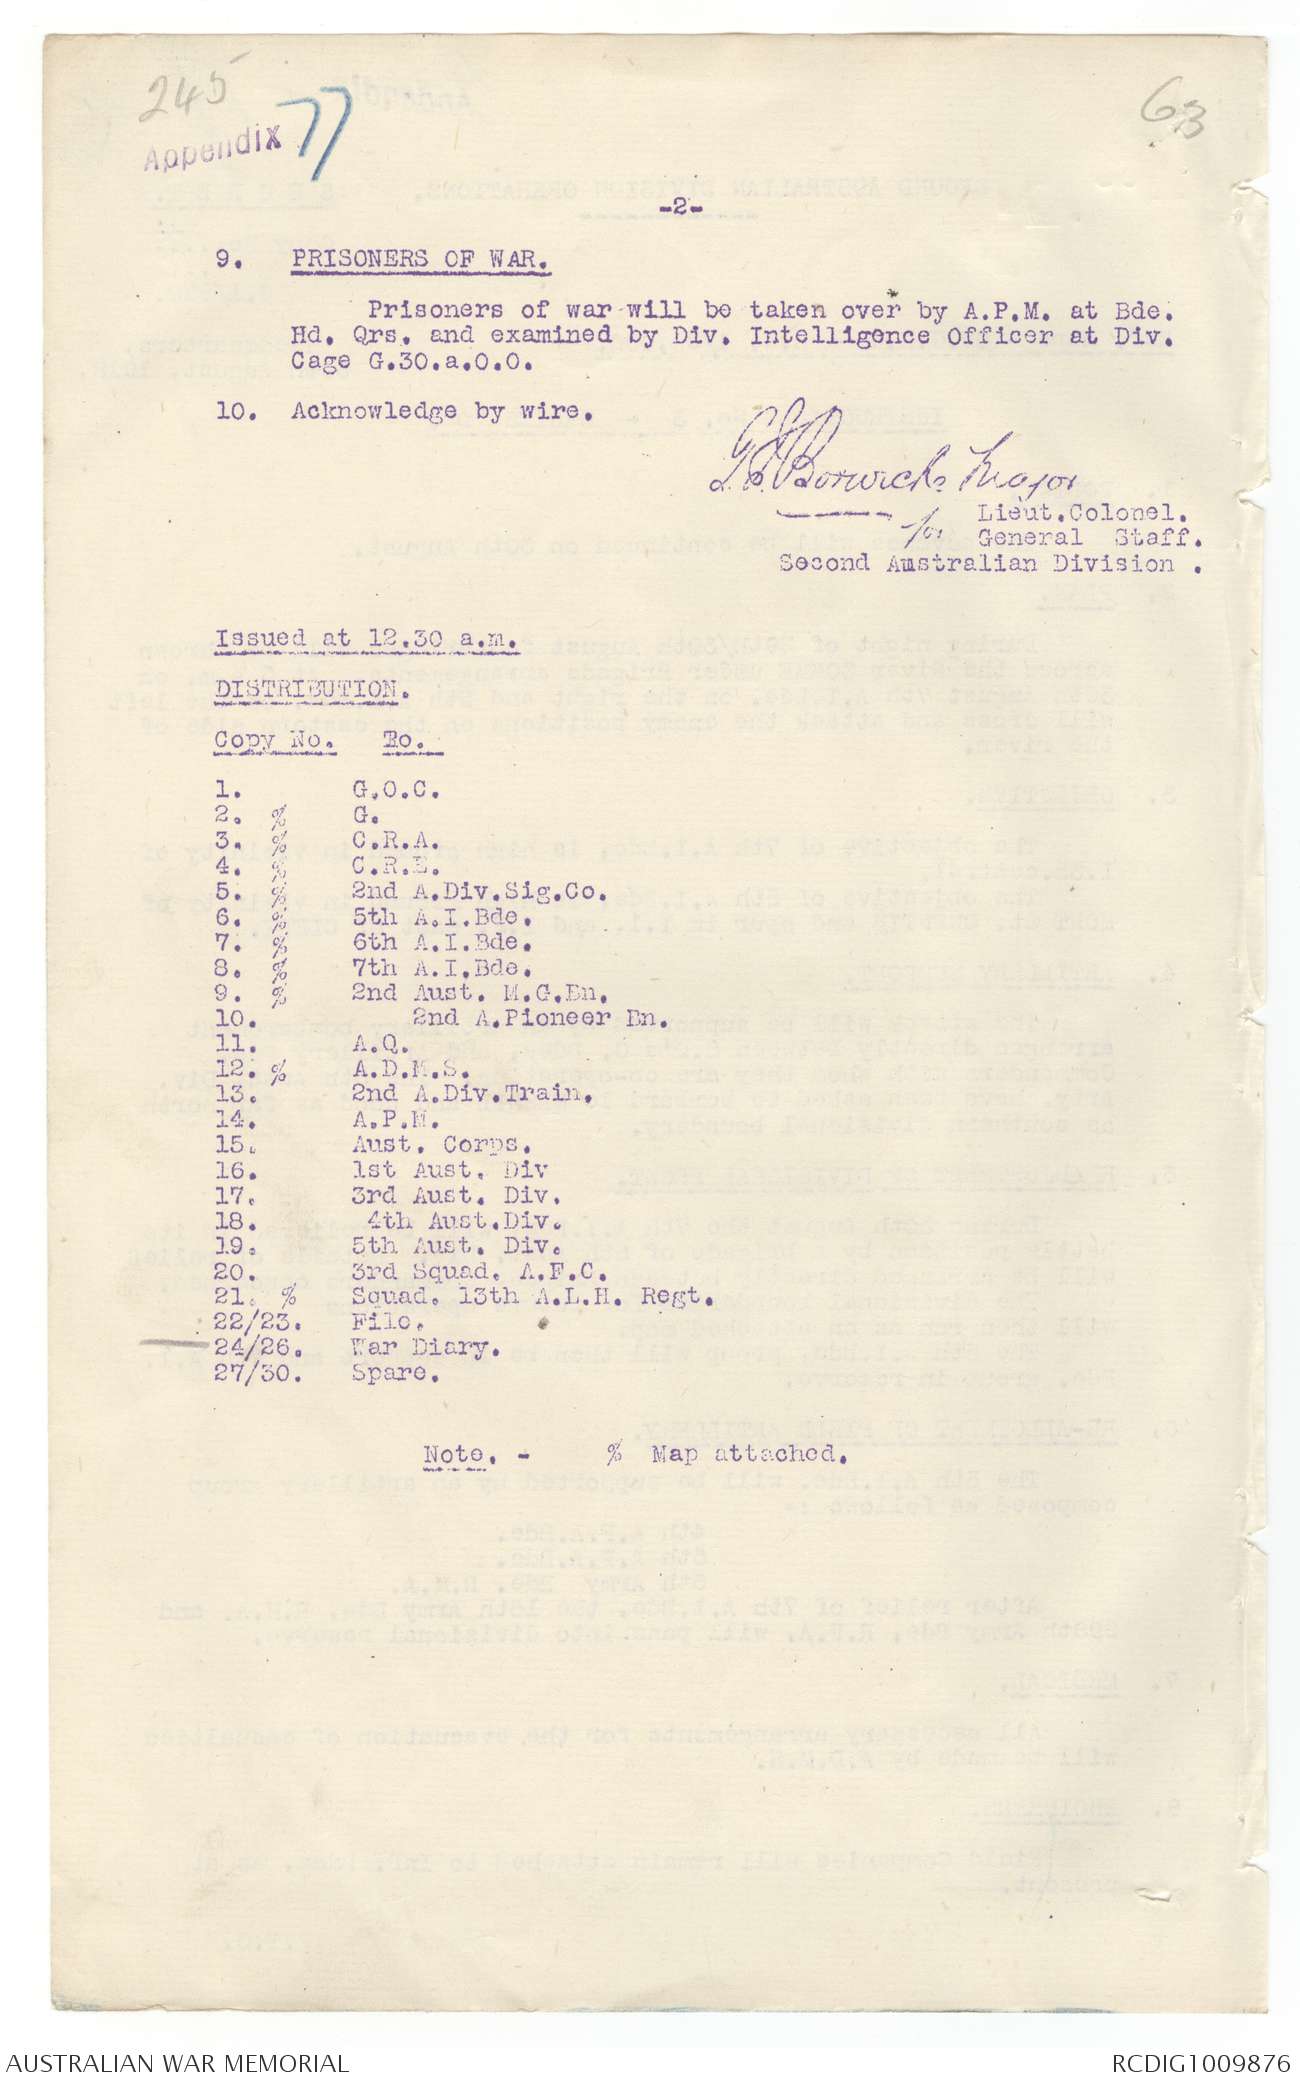 245
Appendix 77
63
-2-
9. PRISONERS OF WAR.
Prisoners of war will be taken over by A.P.M. at Bde.
Hd. Qrs. and examined by Div. Intelligence Officer at Div.
Cage G.30.a.0.0.
10. Acknowledge by wire.
Borwick Major
Lieut.Colonel.
for General Staff.
Second Australian Division .
Issued at 12.30 a.m.
DISTRIBUTION.
Copy No. To.
1. G.O.C.
2. % G.
3. % C.R.A.
4. % C.R.E.
5. % 2nd A.Div.Sig.Co.
6. % 5th A.I.Bde.
7. % 6th A.I.Bde.
8. % 7th A.I.Bde.
9. % 2nd Aust. M.G.Bn.
10. 2nd A.Pioneer Bn.
11. A.Q.
12. % A.D.M.S.
13. 2nd A.Div.Train.
14. A.P.M.
15. Aust. Corps.
16. 1st Aust. Div
17. 3rd Aust. Div.
18. 4th Aust.Div.
19. 5th Aust. Div.
20. 3rd Squad. A.F.C.
21. % Squad. 13th A.L.H. Regt.
22/23. File.
24/26. War Diary.
27/30. Spare.
Note. - % Map attached.
AUSTRALIAN WAR MEMORIAL
RCDIG1009876